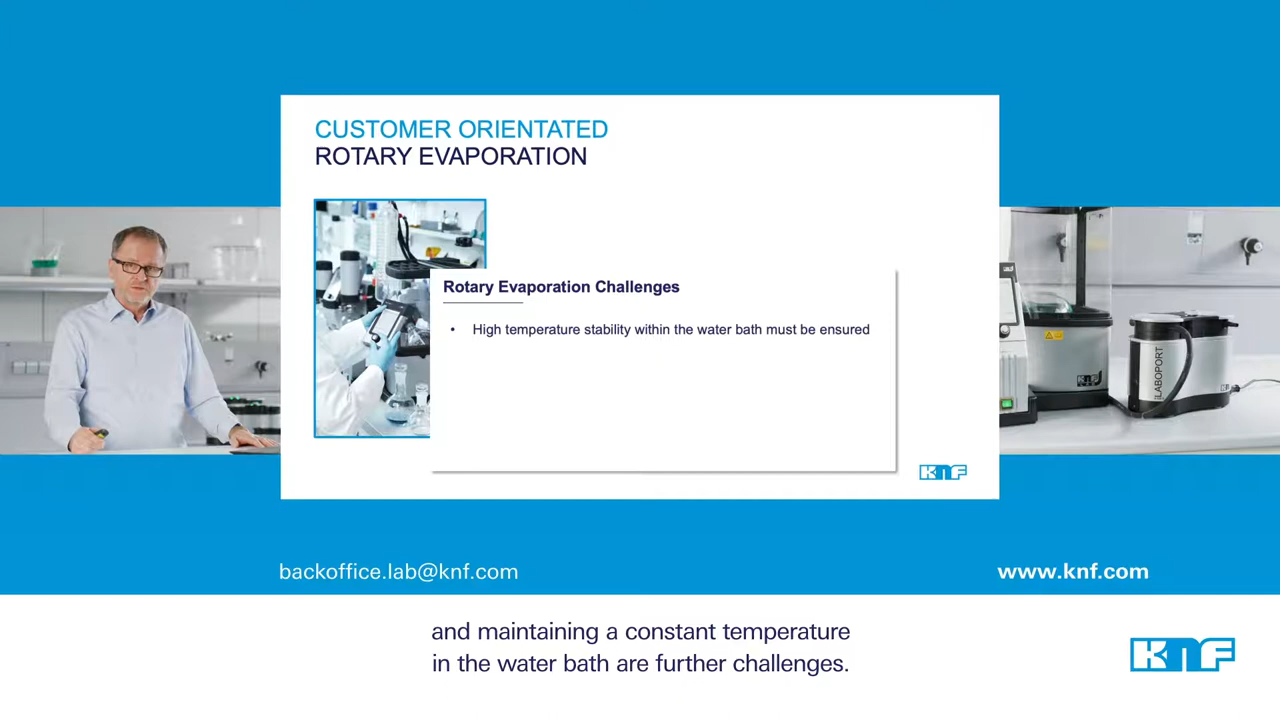 CUSTOMER ORIENTATED
ROTARY EVAPORATION
Rotary Evaporation Challenges
• High temperature stability within the water bath must be ensured
KNF
LABOPORT
KNF
backoffice.lab@knf.com
www.knf.com
and maintaining a constant temperature
in the water bath are further challenges.
KNF